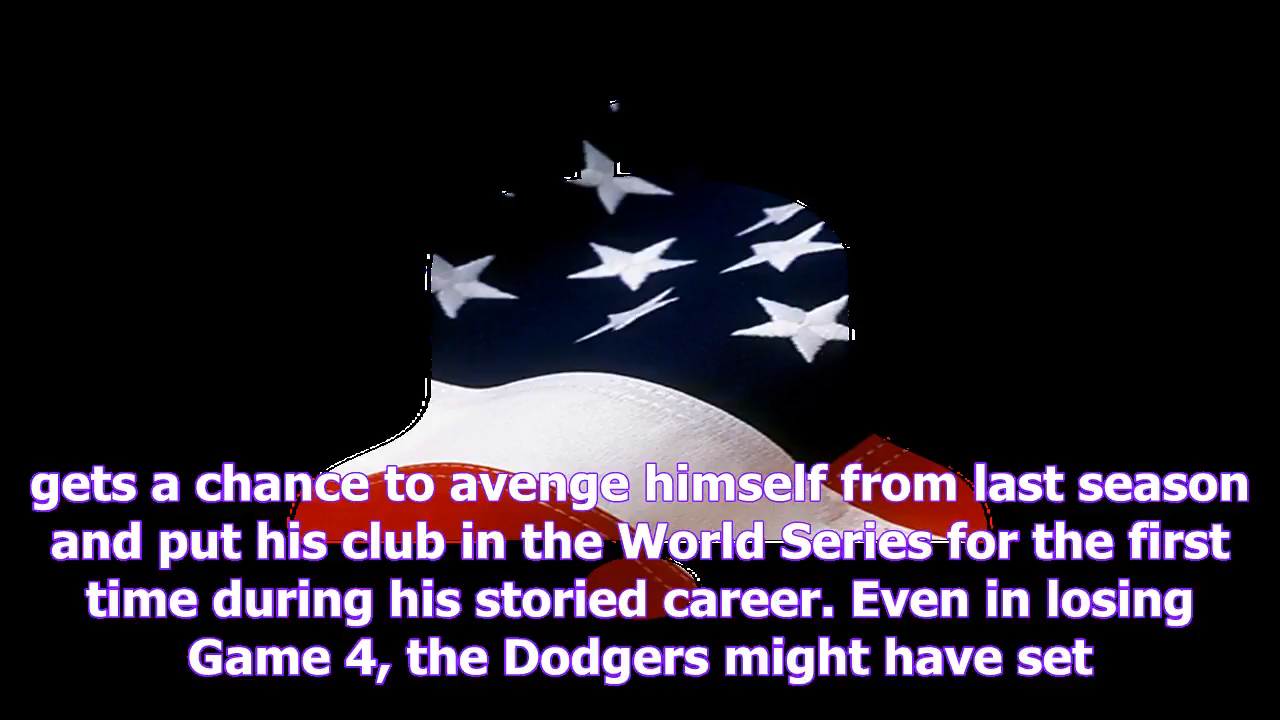 gets a chance to avenge himself from last season
and put his club in the World Series for the first
time during his storied career. Even in losing
Game 4, the Dodgers might have set